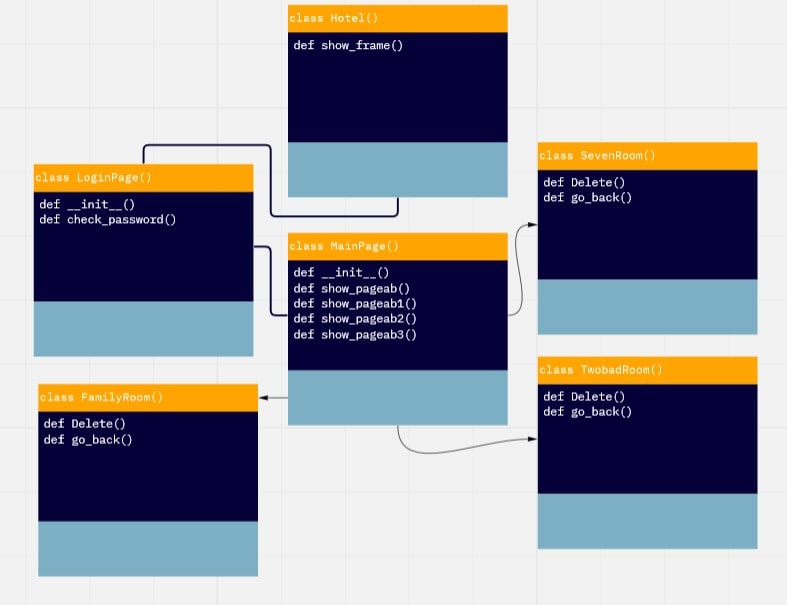 class Hotel()
def show_frame()
class LoginPage()
def __init__()
def check_password()
class MainPage()
def __init__()
def show_pageab()
def show_pageab1()
def show_pageab2()
def show_pageab3()
class SevenRoom()
def Delete()
def go_back()
class FamilyRoom()
def Delete()
def go_back()
class TwobadRoom()
def Delete()
def go_back()